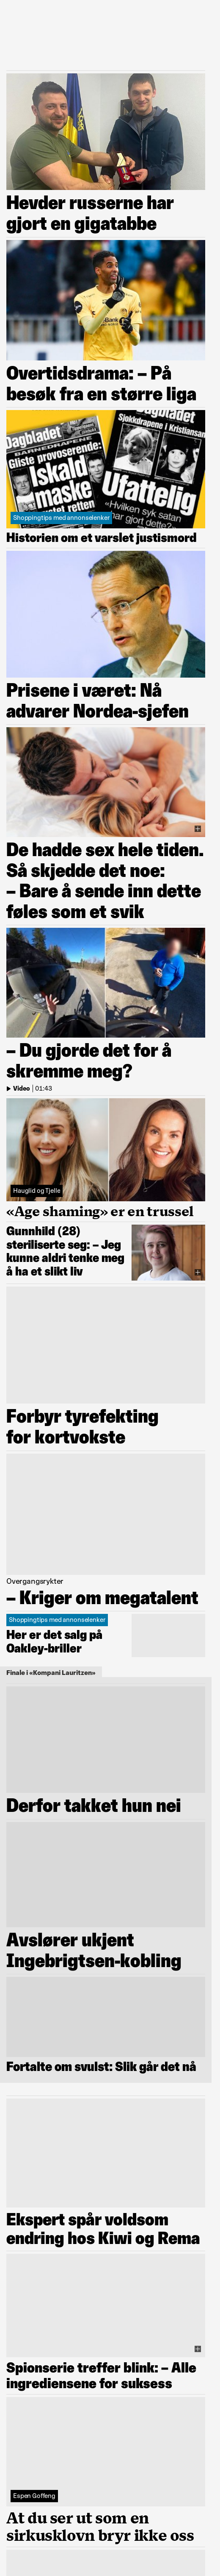 Hevder russerne har
gjort en gigatabbe
Overtidsdrama: – På
besøk fra en større liga
Dagbladet
Giste provoserende:
Iskald
maske
Sjokkdrapene i Kristiansand
Ufattelig
«Hvilken syk satan
har gjort dette?
Shoppingtips med annonselenker
Historien om et varslet justismord
Prisene i været: Nå
advarer Nordea-sjefen
De hadde sex hele tiden.
Så skjedde det noe:
– Bare å sende inn dette
føles som et svik
– Du gjorde det for å
skremme meg?
Video | 01:43
Hauglid og Tjelle
«Age shaming» er en trussel
Gunnhild (28)
steriliserte seg: – Jeg
kunne aldri tenke meg
å ha et slikt liv
Forbyr tyrefekting
for kortvokste
Overgangsrykter
– Kriger om megatalent
Shoppingtips med annonselenker
Her er det salg på
Oakley-briller
Finale i «Kompani Lauritzen»
Derfor takket hun nei
Avslører ukjent
Ingebrigtsen-kobling
Fortalte om svulst: Slik går det nå
Ekspert spår voldsom
endring hos Kiwi og Rema
Spionserie treffer blink: – Alle
ingrediensene for suksess
Espen Goffeng
At du ser ut som en
sirkusklovn bryr ikke oss